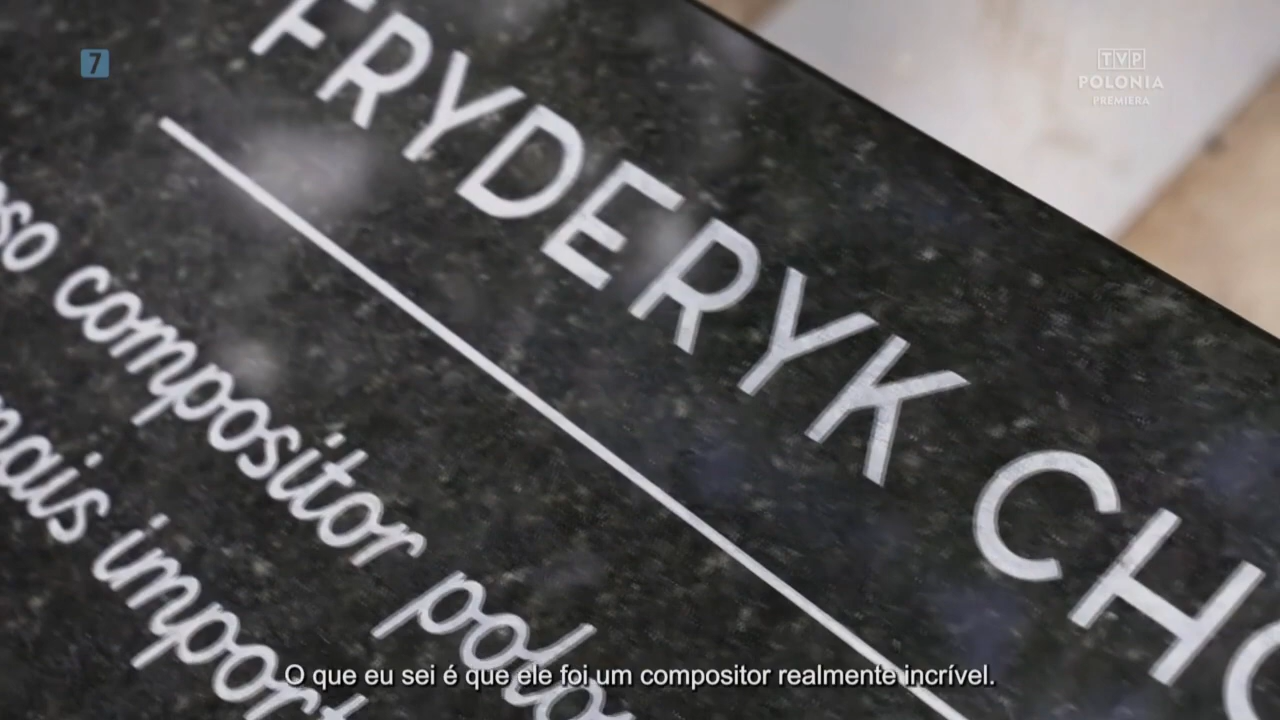 7
TVP
POLONIA
PREMIERA
FRYDERYK CHO
oso compositor polo
mais import
O que eu sei é que ele foi um compositor realmente incrível.